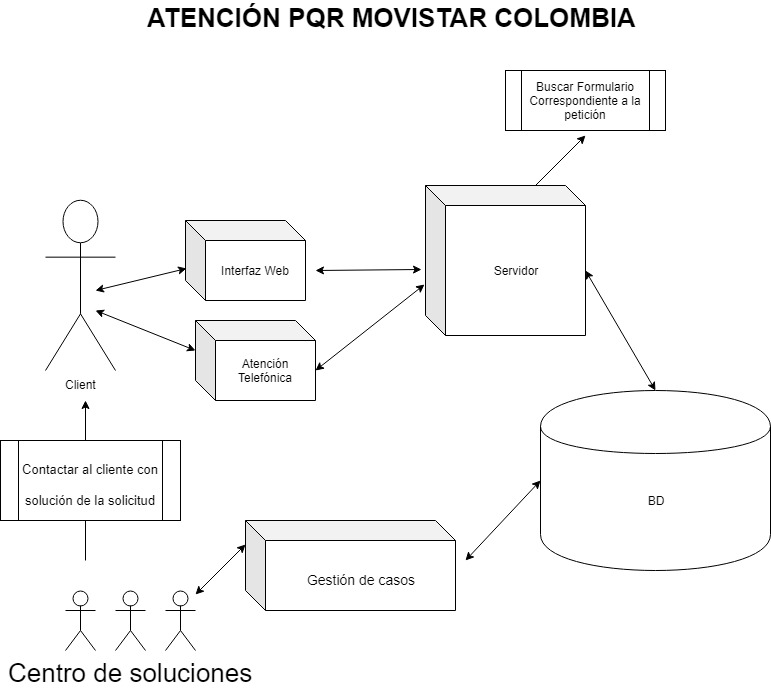 ATENCIÓN PQR MOVISTAR COLOMBIA
Buscar Formulario
Correspondiente a la
petición
Interfaz Web
Servidor
Atención
Telefónica
Client
Contactar al cliente con
solución de la solicitud
BD
Gestión de casos
Centro de soluciones